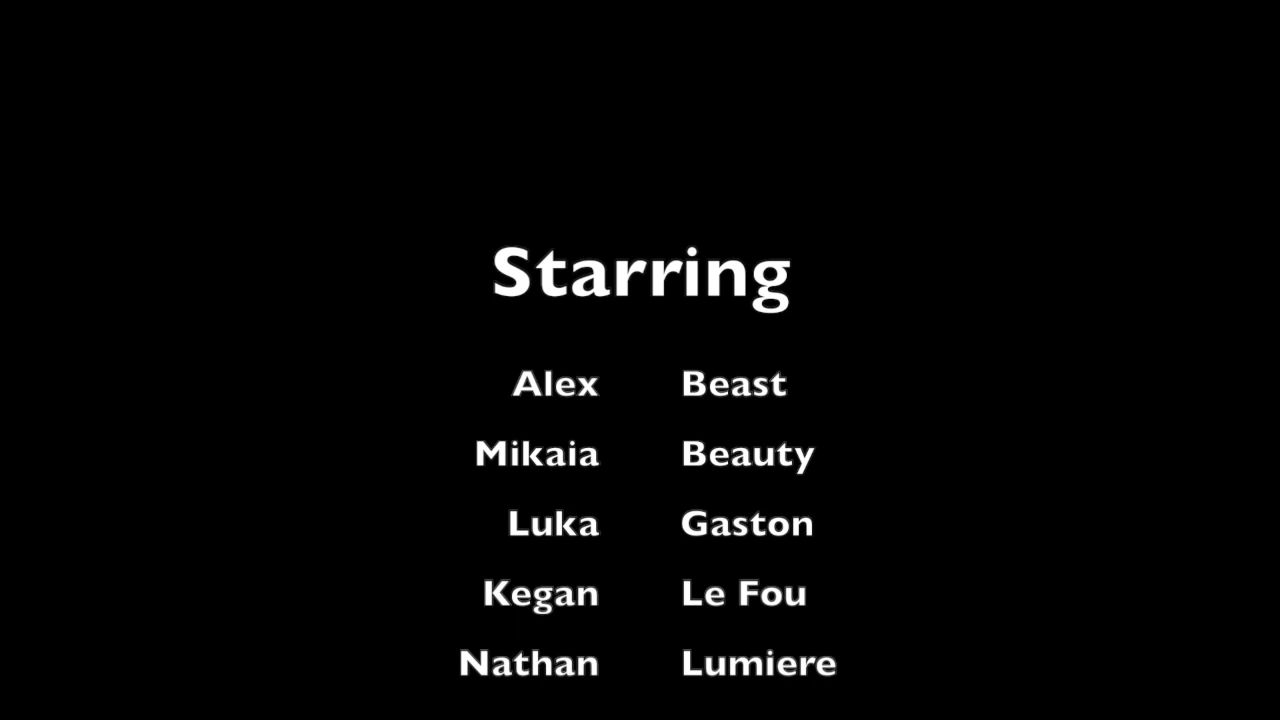 Starring
Alex Beast
Mikaia Beauty
Luka Gaston
Kegan Le Fou
Nathan Lumiere